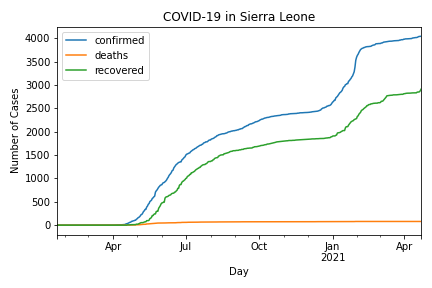 COVID-19 in Sierra Leone
confirmed
deaths
recovered
Number of Cases
4000
3500
3000
2500
2000
1500
1000
500
0
Apr
Jul
Oct
Jan
2021
Apr
Day